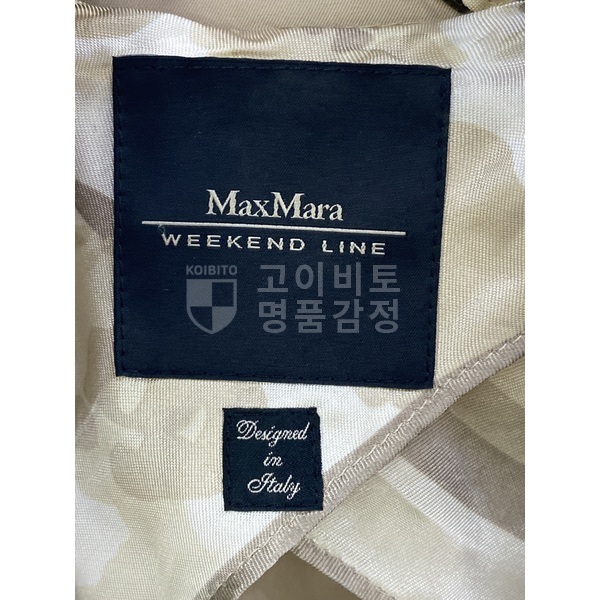 MaxMara
WEEKEND LINE
KOIBITO
고이비토
명품감정
Designed
in
Italy